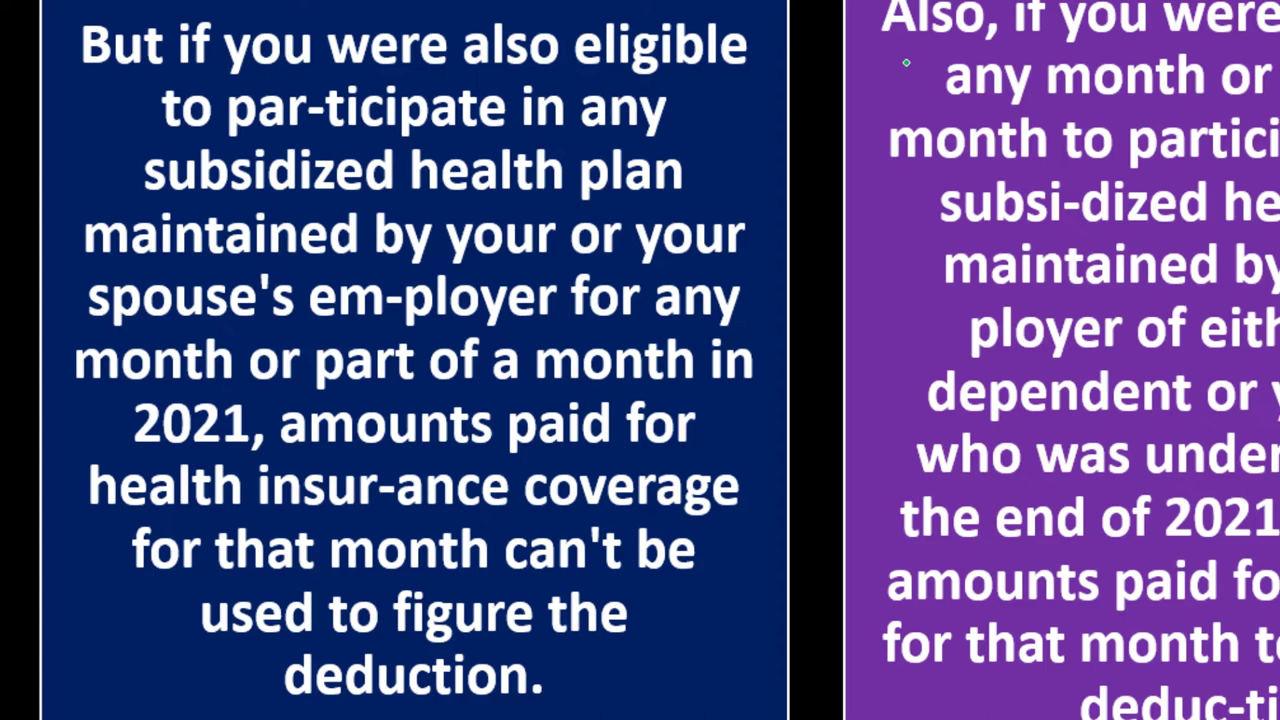 But if you were also eligible
to par-ticipate in any
subsidized health plan
maintained by your or your
spouse's em-ployer for any
month or part of a month in
2021, amounts paid for
health insur-ance coverage
for that month can't be
used to figure the
deduction.
Also, if you were
any month or
month to partici
subsi-dized he
maintained by
ployer of eith
dependent or
who was under
the end of 2021
amounts paid fo
for that month t
deduc-ti